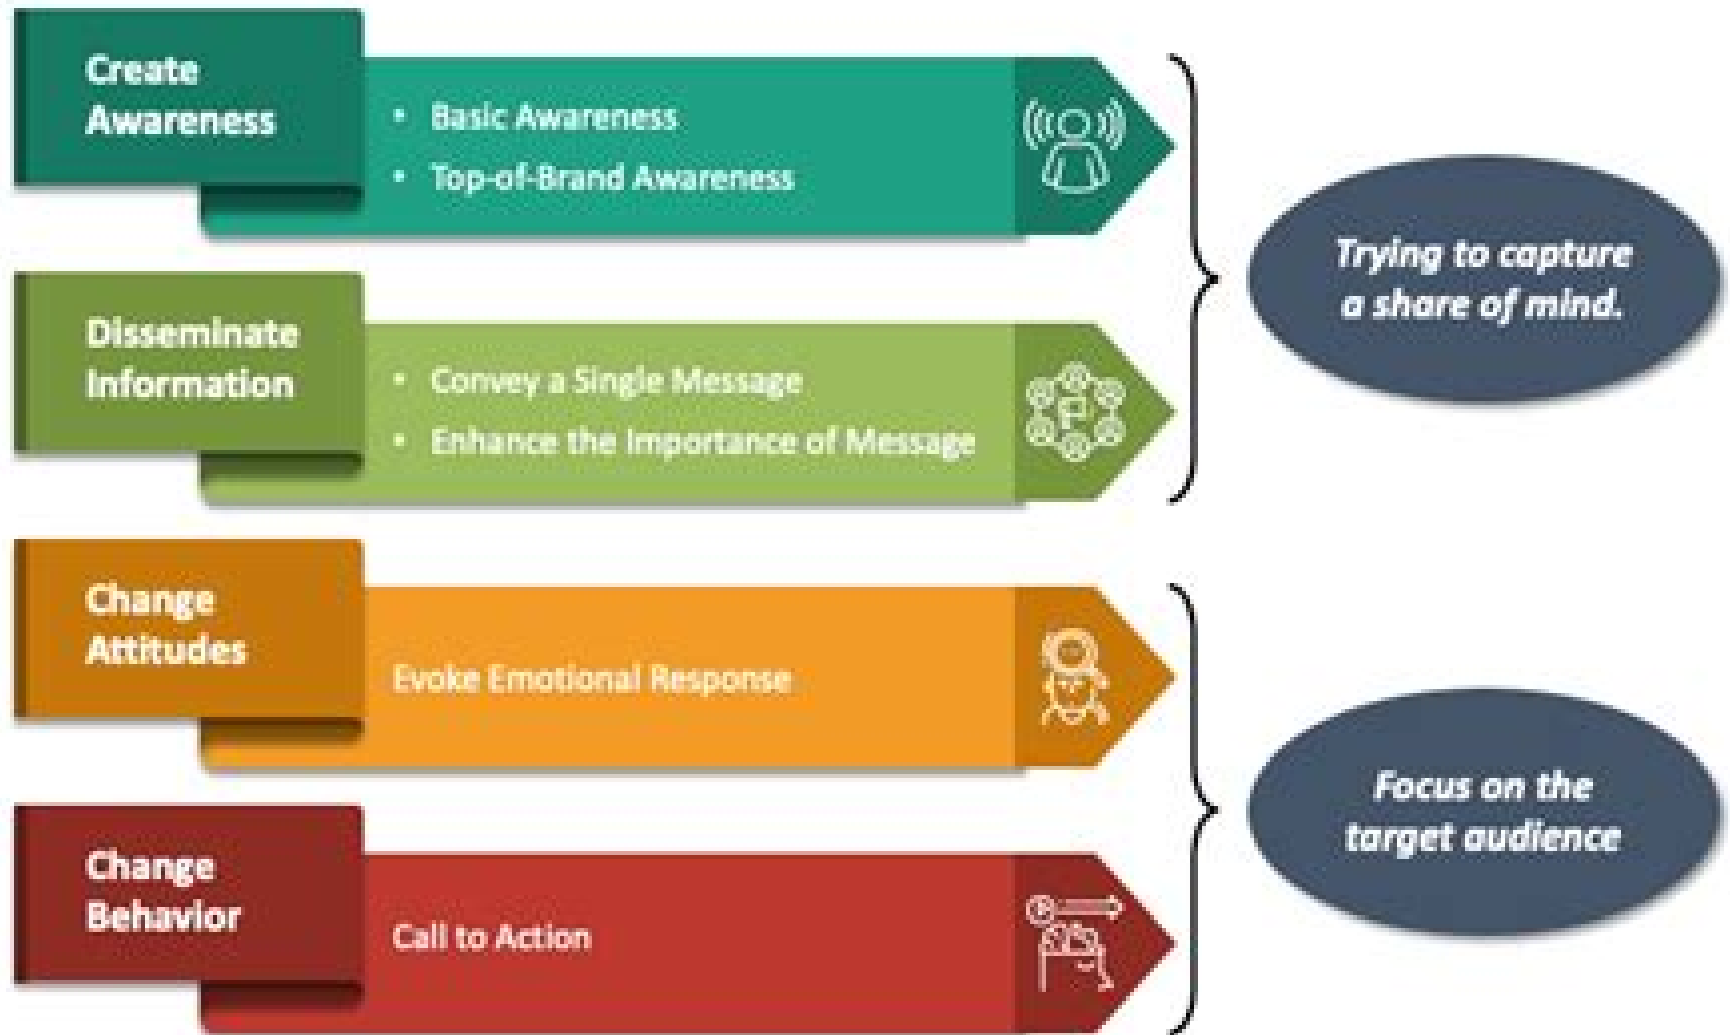 Create
Awareness
• Basic Awareness
• Top-of-Brand Awareness
Trying to capture
a share of mind.
Disseminate
Information
• Convey a Single Message
• Enhance the Importance of Message
Change
Attitudes
Evoke Emotional Response
Focus on the
target audience
Change
Behavior
Call to Action